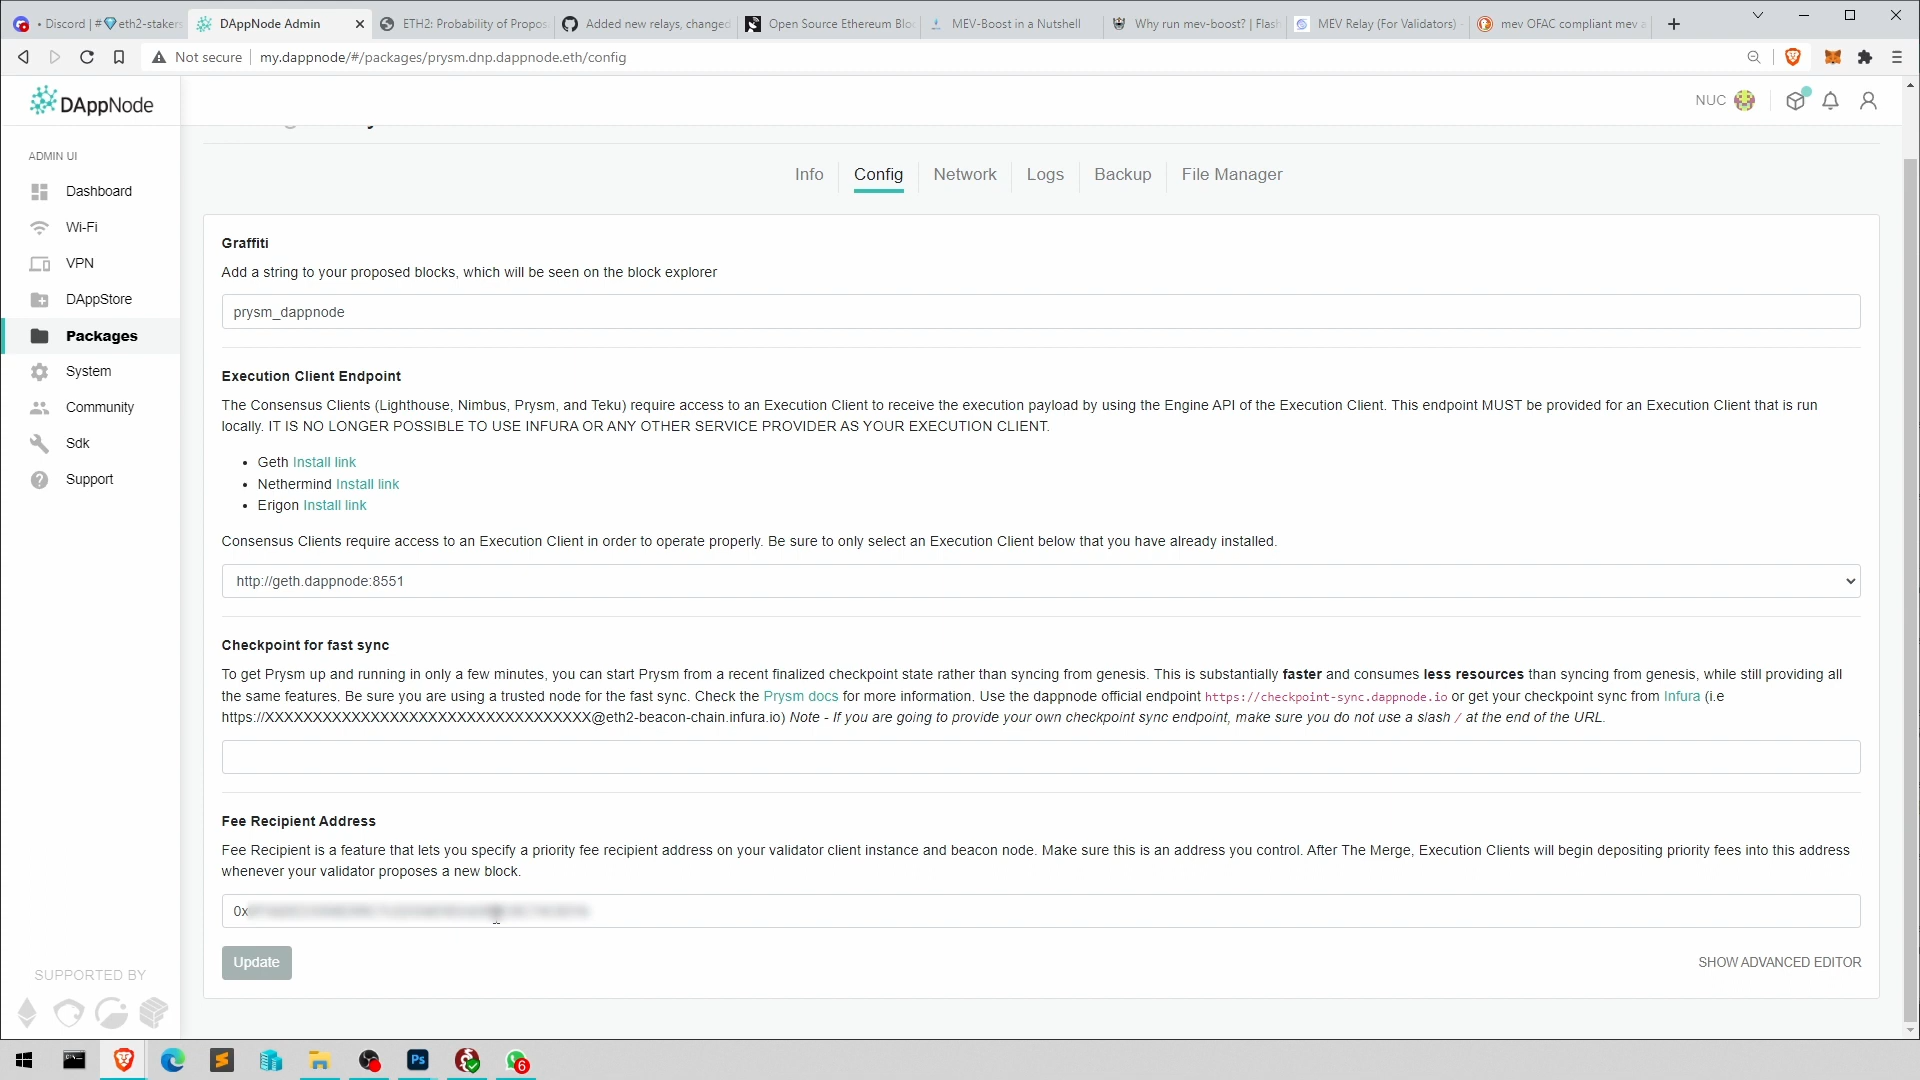 • Discord | #💎eth2-stakers
DAppNode Admin
ETH2: Probability of Propos
Added new relays, changed
Open Source Ethereum Blo
MEV-Boost in a Nutshell
Why run mev-boost? | Flash
MEV Relay (For Validators) -
mev OFAC compliant mev a
Not secure
my.dappnode/#/packages/prysm.dnp.dappnode.eth/config
DAppNode
NUC
ADMIN UI
Dashboard
Wi-Fi
VPN
DAppStore
Packages
System
Community
Sdk
Support
SUPPORTED BY
Info
Config
Network
Logs
Backup
File Manager
Graffiti
Add a string to your proposed blocks, which will be seen on the block explorer
prysm_dappnode
Execution Client Endpoint
The Consensus Clients (Lighthouse, Nimbus, Prysm, and Teku) require access to an Execution Client to receive the execution payload by using the Engine API of the Execution Client. This endpoint MUST be provided for an Execution Client that is run
locally. IT IS NO LONGER POSSIBLE TO USE INFURA OR ANY OTHER SERVICE PROVIDER AS YOUR EXECUTION CLIENT.
• Geth Install link
• Nethermind Install link
• Erigon Install link
Consensus Clients require access to an Execution Client in order to operate properly. Be sure to only select an Execution Client below that you have already installed.
http://geth.dappnode:8551
Checkpoint for fast sync
To get Prysm up and running in only a few minutes, you can start Prysm from a recent finalized checkpoint state rather than syncing from genesis. This is substantially faster and consumes less resources than syncing from genesis, while still providing all
the same features. Be sure you are using a trusted node for the fast sync. Check the Prysm docs for more information. Use the dappnode official endpoint https://checkpoint-sync.dappnode.io or get your checkpoint sync from Infura (i.e
https://XXXXXXXXXXXXXXXXXXXXXXXXXXXXXXXXXX@eth2-beacon-chain.infura.io) Note - If you are going to provide your own checkpoint sync endpoint, make sure you do not use a slash / at the end of the URL.
Fee Recipient Address
Fee Recipient is a feature that lets you specify a priority fee recipient address on your validator client instance and beacon node. Make sure this is an address you control. After The Merge, Execution Clients will begin depositing priority fees into this address
whenever your validator proposes a new block.
0x
Update
SHOW ADVANCED EDITOR
Ps
6